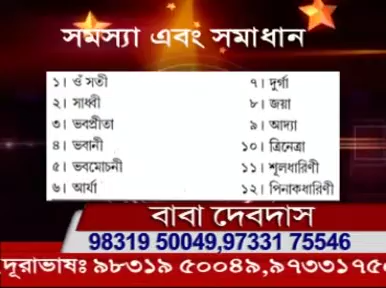 সমস্যা এবং সমাধান
১। ওঁ সতী
২। সাধ্বী
৩। ভবপ্রীতা
৪। ভবানী
৫। ভবমোচনী
৬। আর্যা
৭। দুর্গা
৮। জয়া
৯। আদ্যা
১০। ত্রিনেত্রা
১১। শূলধারিণী
১২। পিনাকধারিণী
বাবা দেবদাস
98319 50049,97331 75546
দূরাভাষঃ ৯৮৩১৯ ৫০০৪৯,৯৭৩৩১৭৫